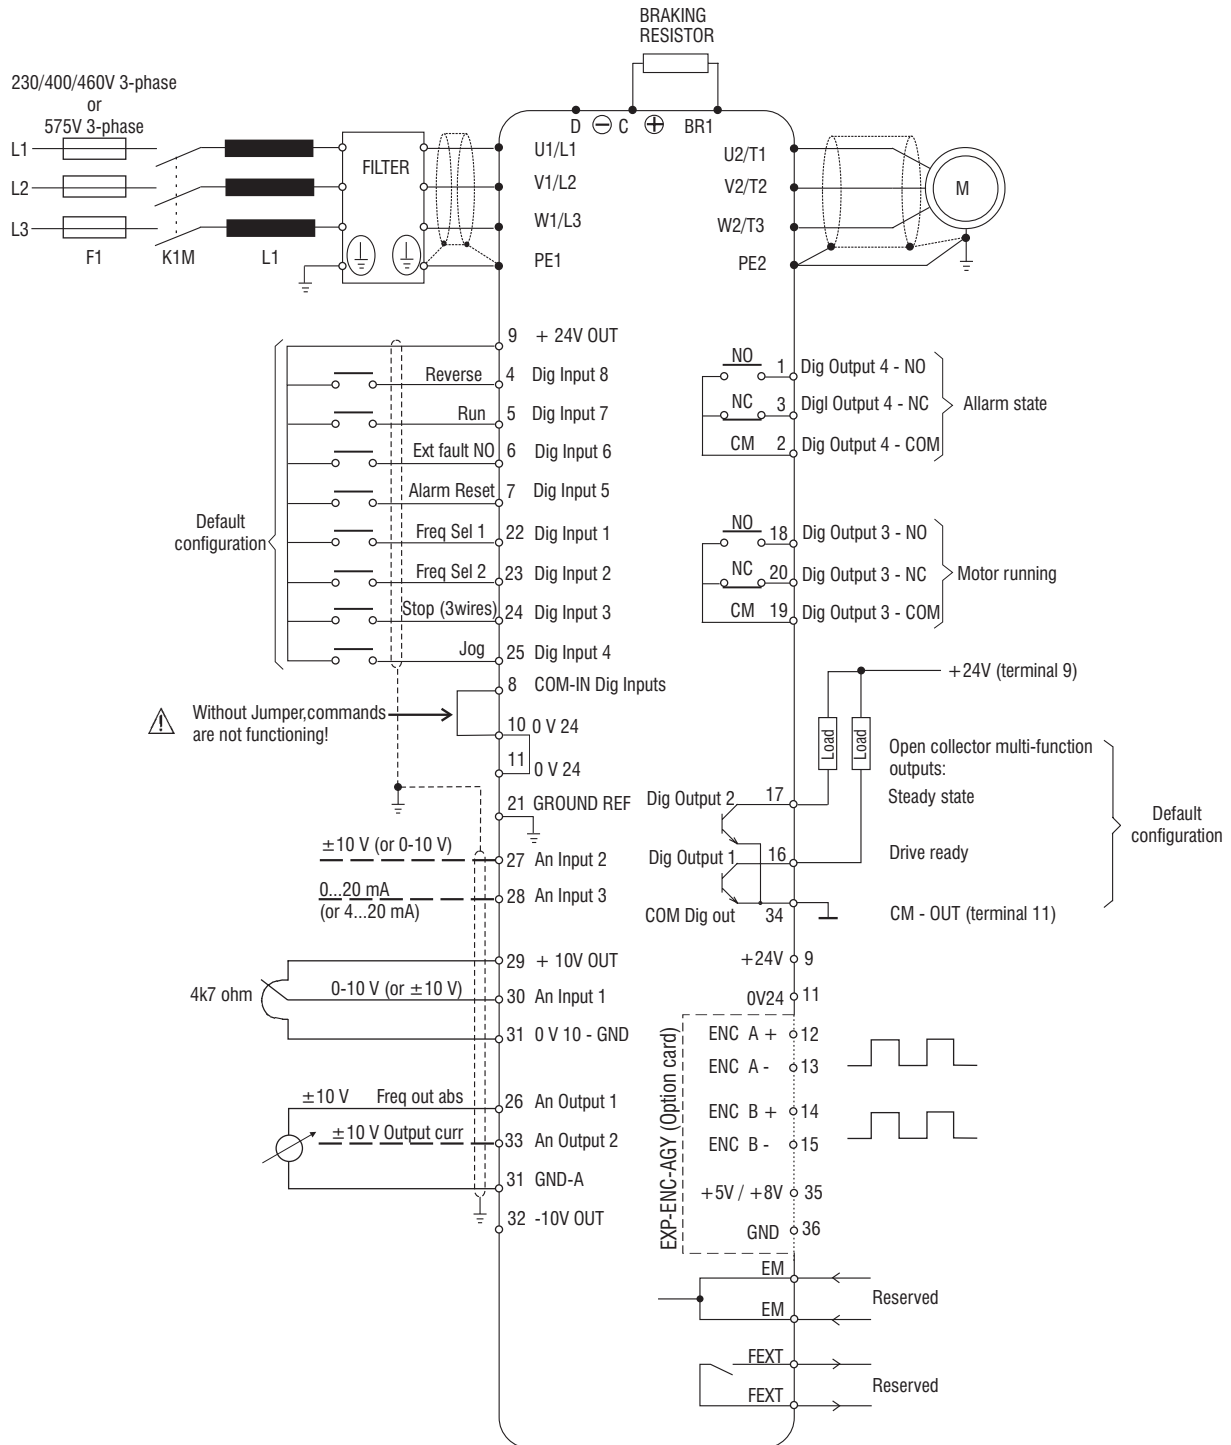 BRAKING
RESISTOR
230/400/460V 3-phase
or
575V 3-phase
L1
L2
L3
F1
K1M
L1
FILTER
D
C
BR1
U1/L1
V1/L2
W1/L3
PE1
U2/T1
V2/T2
W2/T3
PE2
M
Default
configuration
9 + 24V OUT
Reverse 4 Dig Input 8
Run 5 Dig Input 7
Ext fault NO 6 Dig Input 6
Alarm Reset 7 Dig Input 5
Freq Sel 1 22 Dig Input 1
Freq Sel 2 23 Dig Input 2
Stop (3wires) 24 Dig Input 3
Jog 25 Dig Input 4
8 COM-IN Dig Inputs
Without Jumper,commands
are not functioning!
10 0 V 24
11 0 V 24
21 GROUND REF
±10 V (or 0-10 V) 27 An Input 2
0...20 mA
(or 4...20 mA)
28 An Input 3
29 + 10V OUT
4k7 ohm
0-10 V (or ±10 V) 30 An Input 1
31 0 V 10 - GND
±10 V Freq out abs 26 An Output 1
±10 V Output curr 33 An Output 2
31 GND-A
32 -10V OUT
NO 1 Dig Output 4 - NO
NC 3 Digl Output 4 - NC
CM 2 Dig Output 4 - COM
Allarm state
NO 18 Dig Output 3 - NO
NC 20 Dig Output 3 - NC
CM 19 Dig Output 3 - COM
Motor running
+24V (terminal 9)
Load
Load
Open collector multi-function
outputs:
Dig Output 2 17 Steady state
Dig Output 1 16 Drive ready
COM Dig out 34 CM - OUT (terminal 11)
Default
configuration
+24V 9
0V24 11
EXP-ENC-AGY (Option card)
ENC A + 12
ENC A - 13
ENC B + 14
ENC B - 15
+5V / +8V 35
GND 36
EM
EM
Reserved
FEXT
FEXT
Reserved